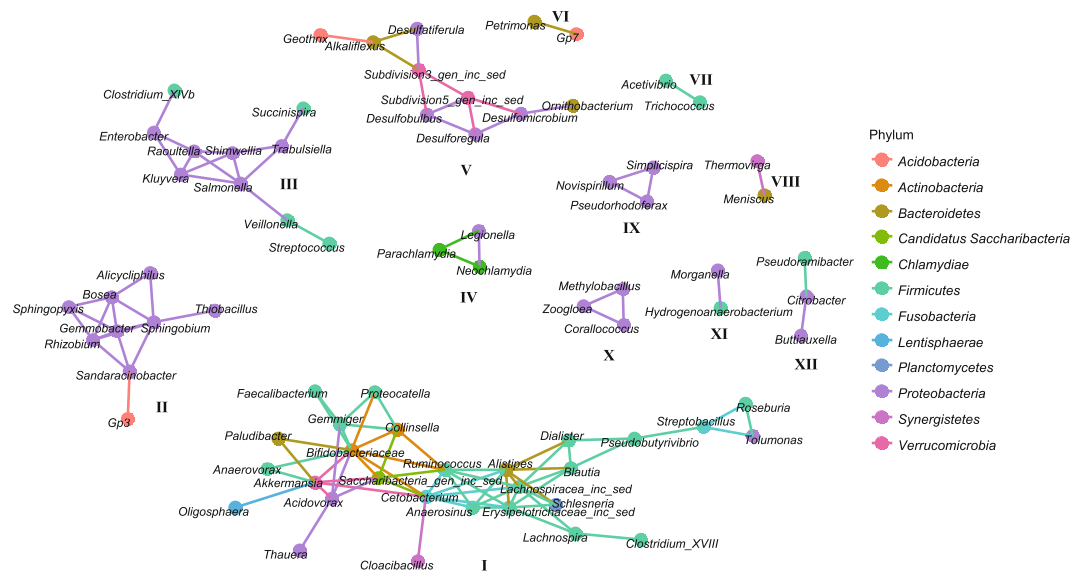 VI
Petrimonas
Gp7
Desulfatiferula
Geothrix
Alkaliflexus
Subdivision3_gen_inc_sed
Subdivision5_gen_inc_sed
Ornithobacterium
Desulfobulbus
Desulfomicrobium
Desulforegula
V
VII
Acetivibrio
Trichococcus
Clostridium_XIVb
Succinispira
Enterobacter
Raoultella
Shimwellia
Trabulsiella
Kluyvera
Salmonella
III
Veillonella
Streptococcus
Simplicispira
Novispirillum
Pseudorhodoferax
IX
Thermovirga
VIII
Meniscus
Legionella
Parachlamydia
Neochlamydia
IV
Alicycliphilus
Bosea
Sphingopyxis
Thiobacillus
Gemmobacter
Sphingobium
Rhizobium
Sandaracinobacter
II
Gp3
Methylobacillus
Zoogloea
Corallococcus
X
Morganella
Hydrogenoanaerobacterium
XI
Pseudoramibacter
Citrobacter
Buttiauxella
XII
Faecalibacterium
Proteocatella
Gemmiger
Collinsella
Paludibacter
Bifidobacteriaceae
Anaerovorax
Ruminococcus
Alistipes
Akkermansia
Saccharibacteria_gen_inc_sed
Lachnospiracea_inc_sed
Acidovorax
Cetobacterium
Schlesneria
Oligosphaera
Anaerosinus
Erysipelotrichaceae_inc_sed
Thauera
Cloacibacillus
I
Dialister
Blautia
Pseudobutyrivibrio
Streptobacillus
Roseburia
Tolumonas
Lachnospira
Clostridium_XVIII
Phylum
Acidobacteria
Actinobacteria
Bacteroidetes
Candidatus Saccharibacteria
Chlamydiae
Firmicutes
Fusobacteria
Lentisphaerae
Planctomycetes
Proteobacteria
Synergistetes
Verrucomicrobia